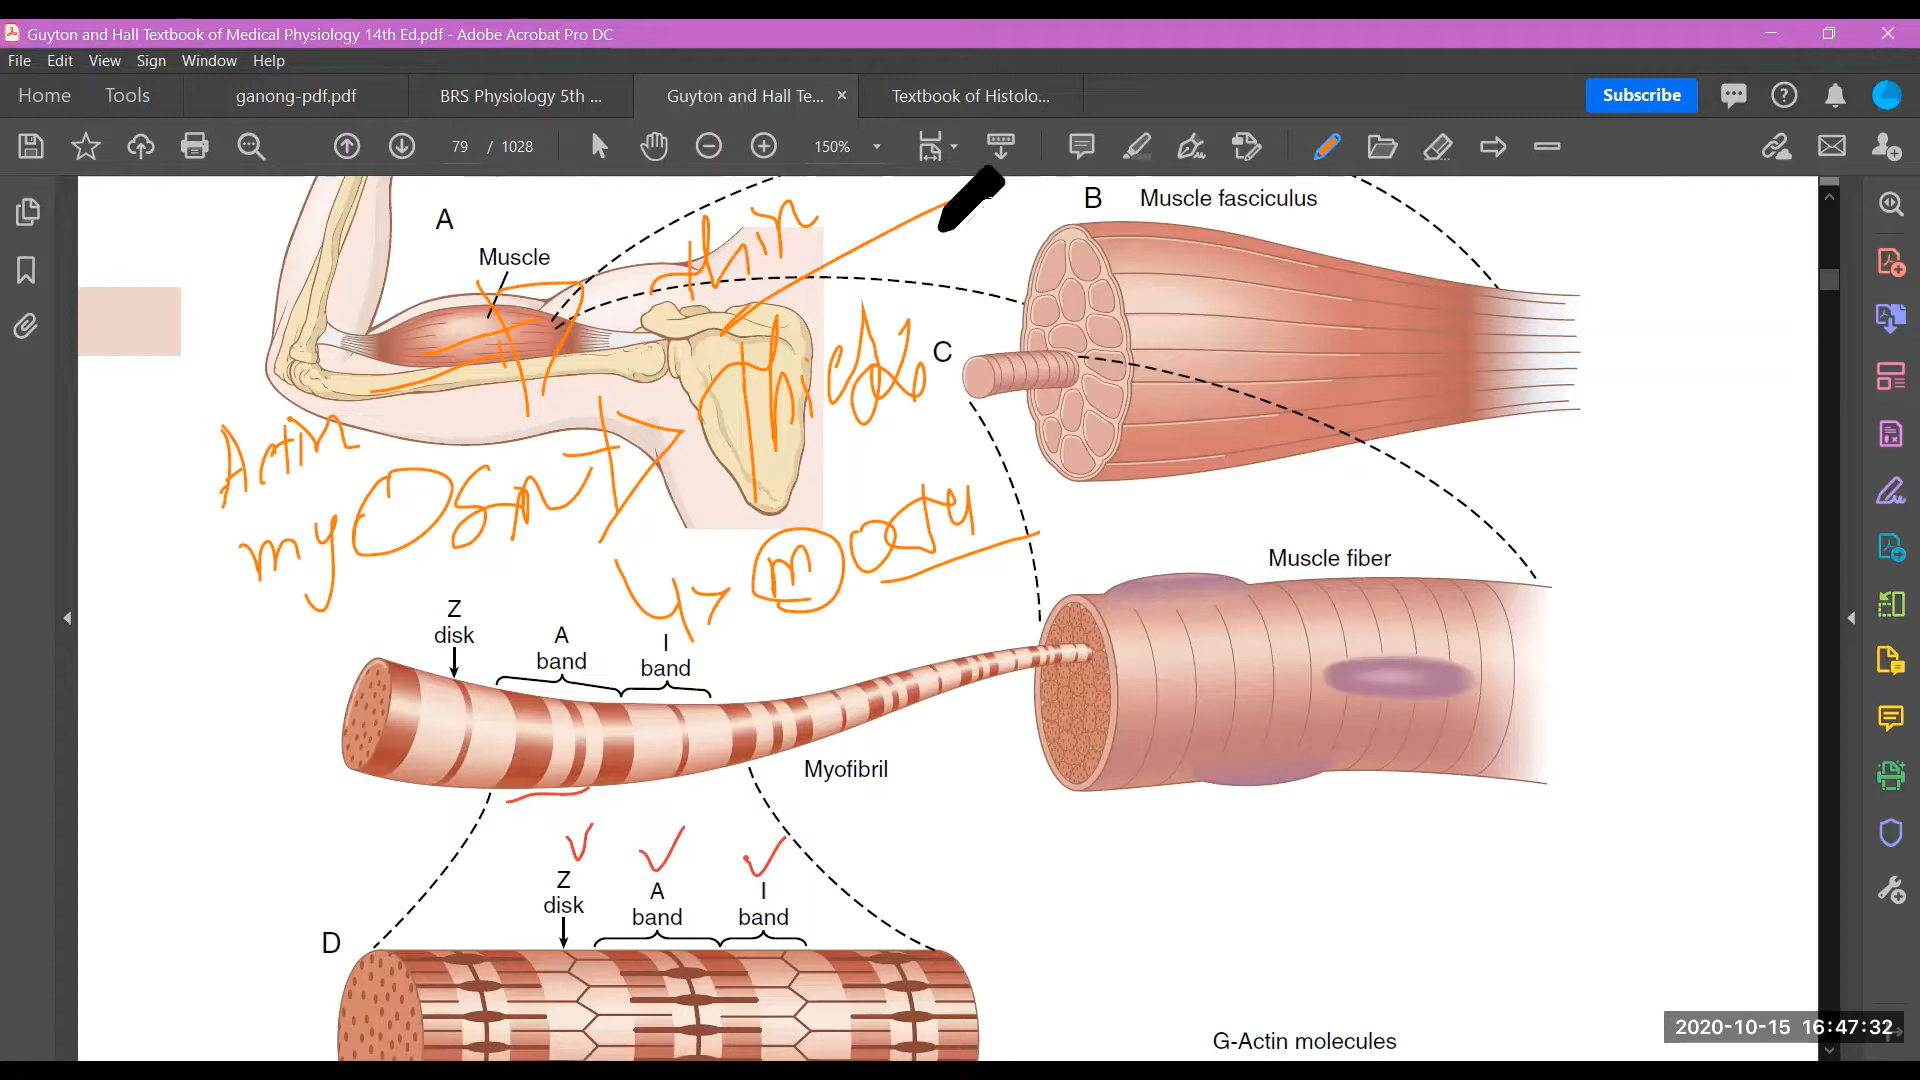 Guyton and Hall Textbook of Medical Physiology 14th Ed.pdf - Adobe Acrobat Pro DC
File Edit View Sign Window Help
Home Tools ganong-pdf.pdf BRS Physiology 5th ... Guyton and Hall Te... × Textbook of Histolo... Subscribe
79 / 1028 150%
A
Muscle
B Muscle fasciculus
thin
thick
C
Actin
myosin
m
Muscle fiber
Z
disk
A
band
I
band
Myofibril
Z
disk
A
band
I
band
D
G-Actin molecules
2020-10-15 16:47:32